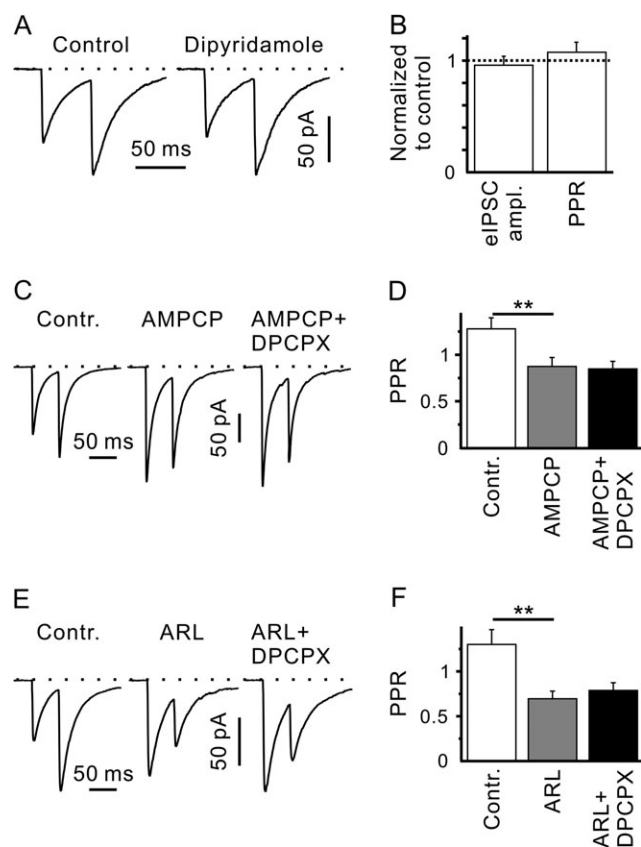 A
Control
Dipyridamole
50 ms
50 pA
B
Normalized
to control
1
0
eIPSC
ampl.
PPR
C
Contr.
AMPCP
AMPCP+
DPCPX
50 ms
50 pA
D
PPR
**
1
0.5
0
Contr.
AMPCP
AMPCP+
DPCPX
E
Contr.
ARL
ARL+
DPCPX
50 ms
50 pA
F
PPR
**
1
0.5
0
Contr.
ARL
ARL+
DPCPX